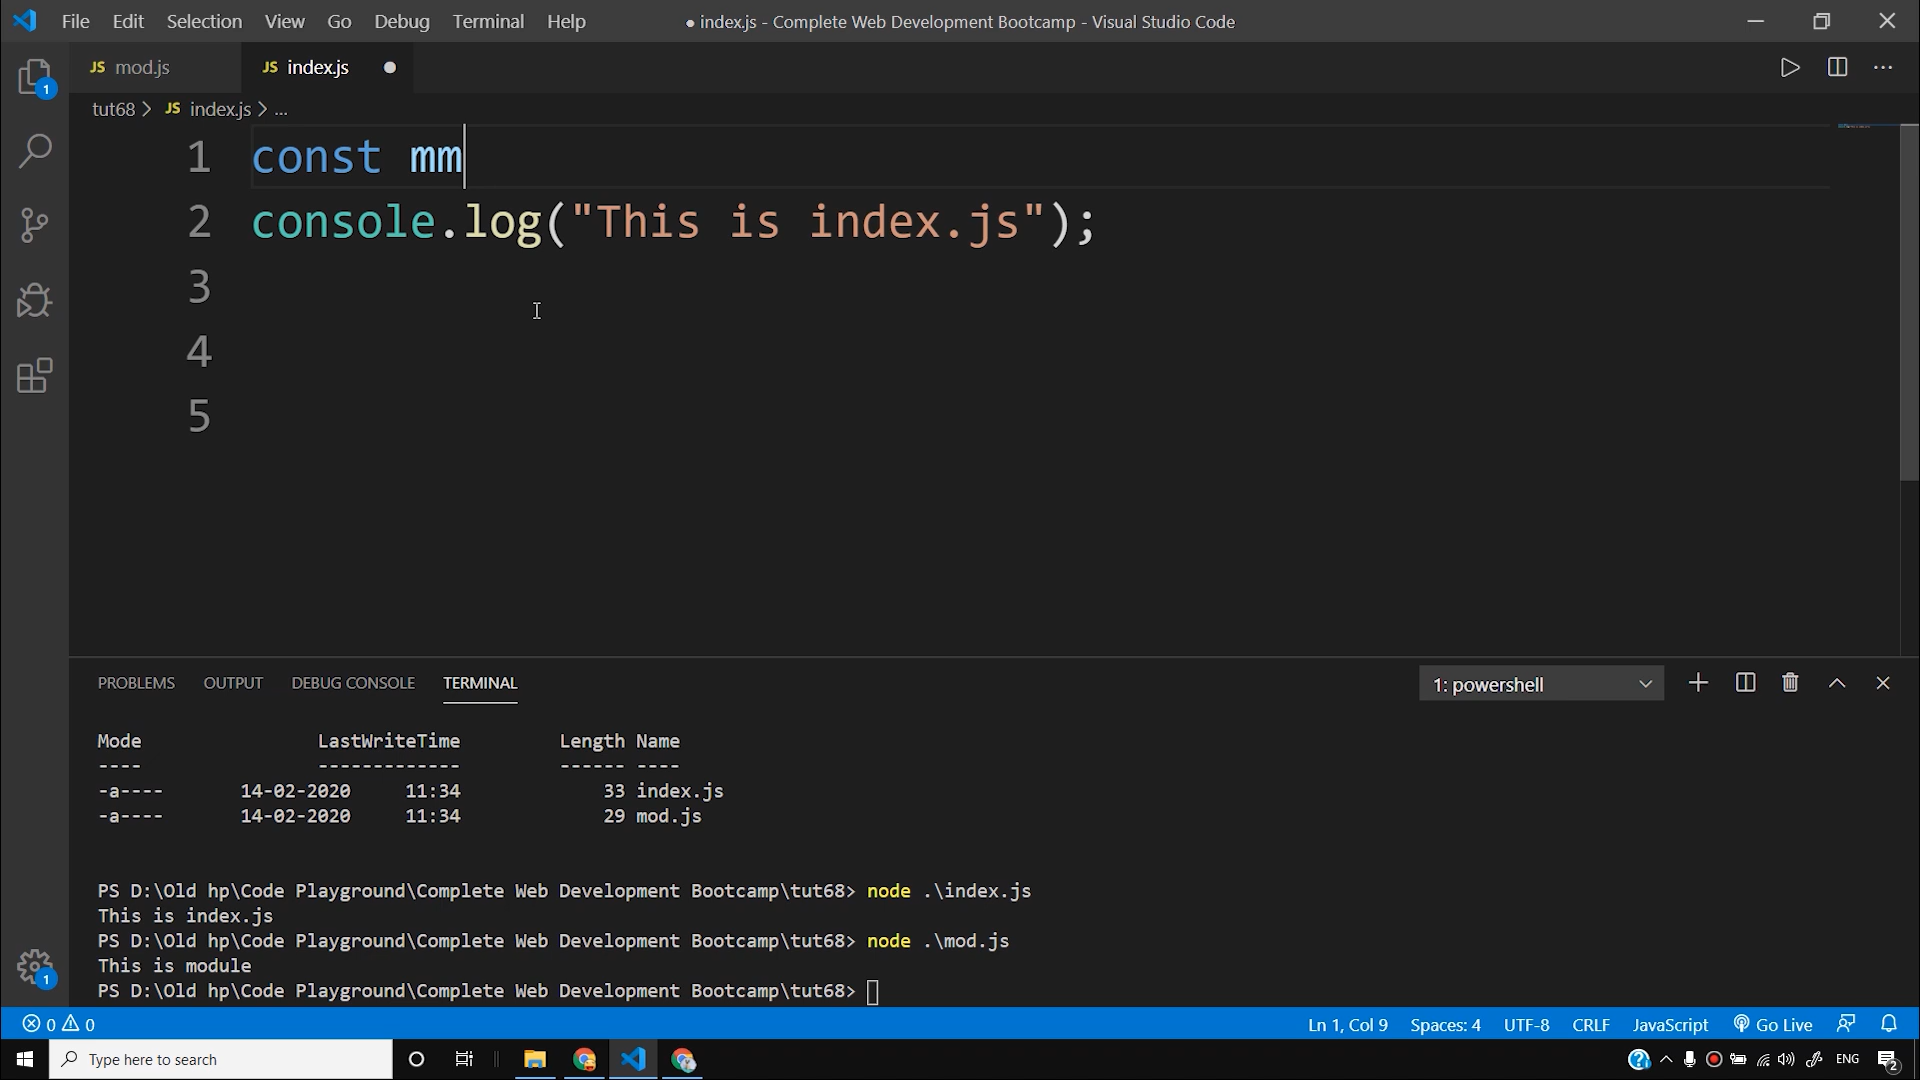 File Edit Selection View Go Debug Terminal Help
● index.js - Complete Web Development Bootcamp - Visual Studio Code
JS mod.js
JS index.js
1
tut68 > JS index.js > ...
1 const mm
2 console.log("This is index.js");
3
4
5
PROBLEMS OUTPUT DEBUG CONSOLE TERMINAL
1: powershell
Mode LastWriteTime Length Name
---- ------------- ------ ----
-a---- 14-02-2020 11:34 33 index.js
-a---- 14-02-2020 11:34 29 mod.js
PS D:\Old hp\Code Playground\Complete Web Development Bootcamp\tut68> node .\index.js
This is index.js
PS D:\Old hp\Code Playground\Complete Web Development Bootcamp\tut68> node .\mod.js
This is module
1
PS D:\Old hp\Code Playground\Complete Web Development Bootcamp\tut68>
0 0 Ln 1, Col 9 Spaces: 4 UTF-8 CRLF JavaScript Go Live
Type here to search
ENG
2